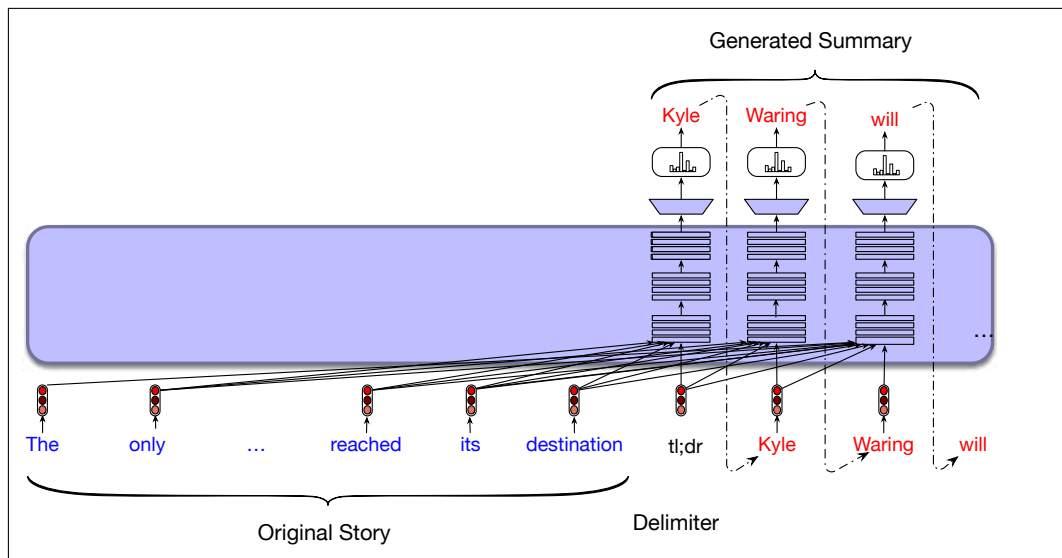 Generated Summary
Kyle Waring will
…
The only … reached its destination tl;dr Kyle Waring will
Original Story
Delimiter